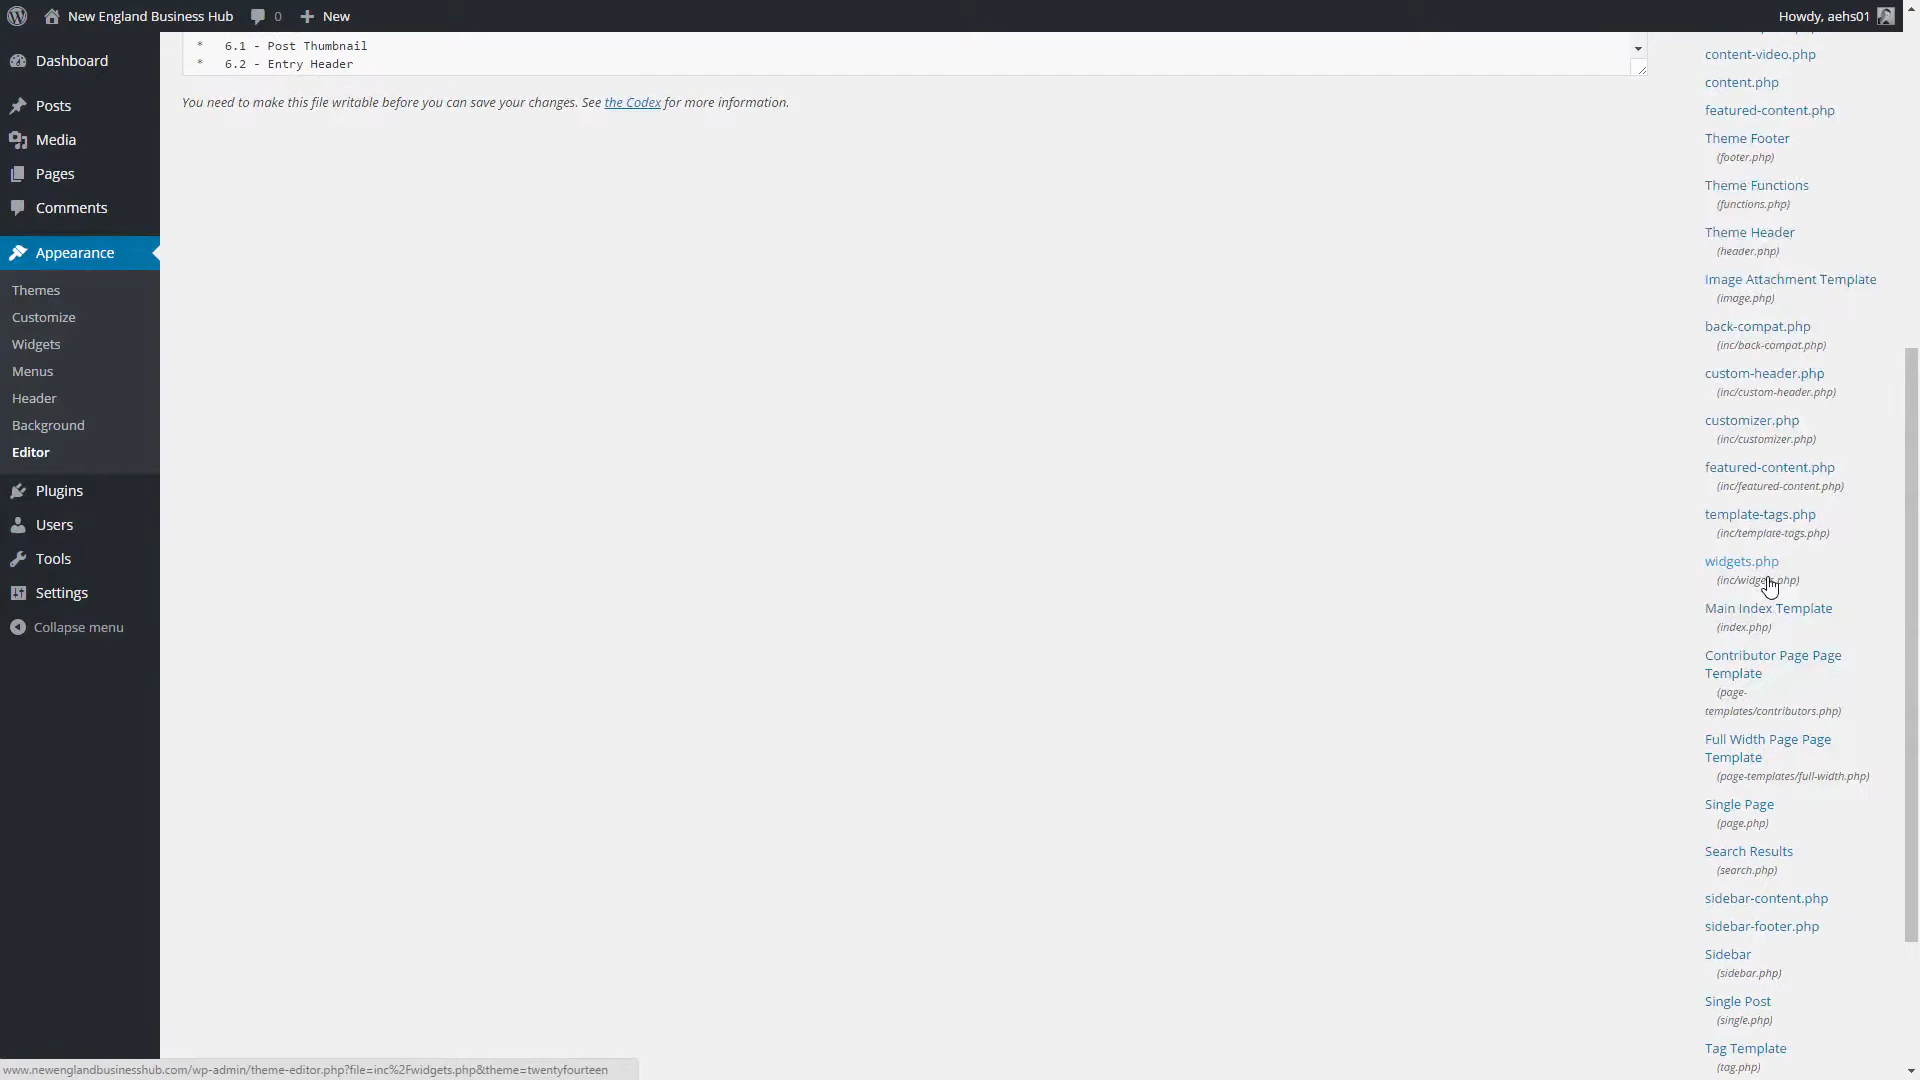 New England Business Hub
0
New
Howdy, aehs01
Dashboard
Posts
Media
Pages
Comments
Appearance
Themes
Customize
Widgets
Menus
Header
Background
Editor
Plugins
Users
Tools
Settings
Collapse menu
* 6.1 - Post Thumbnail
* 6.2 - Entry Header
You need to make this file writable before you can save your changes. See the Codex for more information.
content-video.php
content.php
featured-content.php
Theme Footer
(footer.php)
Theme Functions
(functions.php)
Theme Header
(header.php)
Image Attachment Template
(image.php)
back-compat.php
(inc/back-compat.php)
custom-header.php
(inc/custom-header.php)
customizer.php
(inc/customizer.php)
featured-content.php
(inc/featured-content.php)
template-tags.php
(inc/template-tags.php)
widgets.php
(inc/widgets.php)
Main Index Template
(index.php)
Contributor Page Page
Template
(page-
templates/contributors.php)
Full Width Page Page
Template
(page-templates/full-width.php)
Single Page
(page.php)
Search Results
(search.php)
sidebar-content.php
sidebar-footer.php
Sidebar
(sidebar.php)
Single Post
(single.php)
Tag Template
(tag.php)
www.newenglandbusinesshub.com/wp-admin/theme-editor.php?file=inc%2Fwidgets.php&theme=twentyfourteen